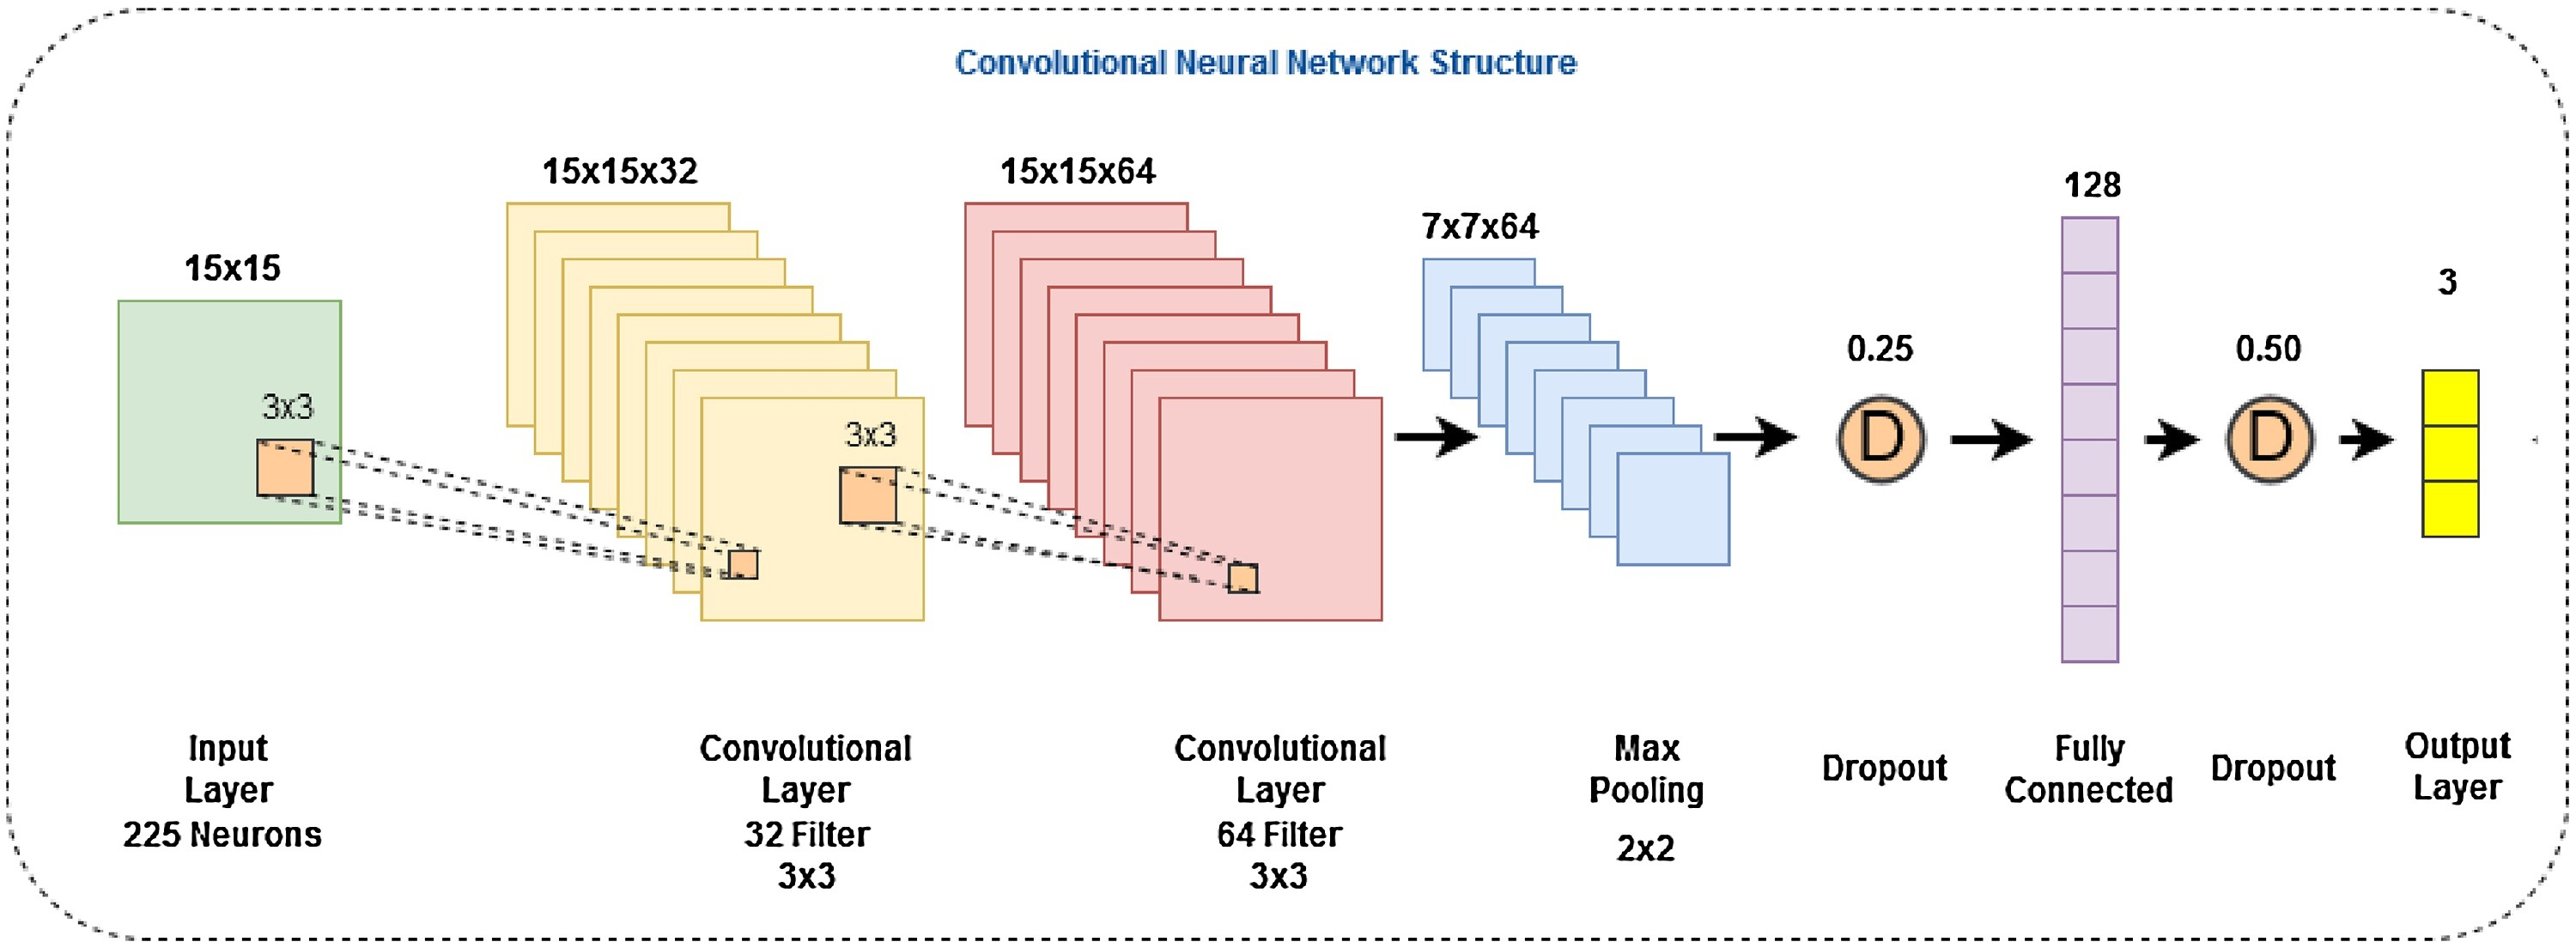 Convolutional Neural Network Structure
15x15x32
15x15x64
128
7x7x64
15x15
3
0.25
0.50
3x3
3x3
D
D
Input
Layer
225 Neurons
Convolutional
Layer
32 Filter
3x3
Convolutional
Layer
64 Filter
3x3
Max
Pooling
2x2
Dropout
Fully
Connected
Dropout
Output
Layer